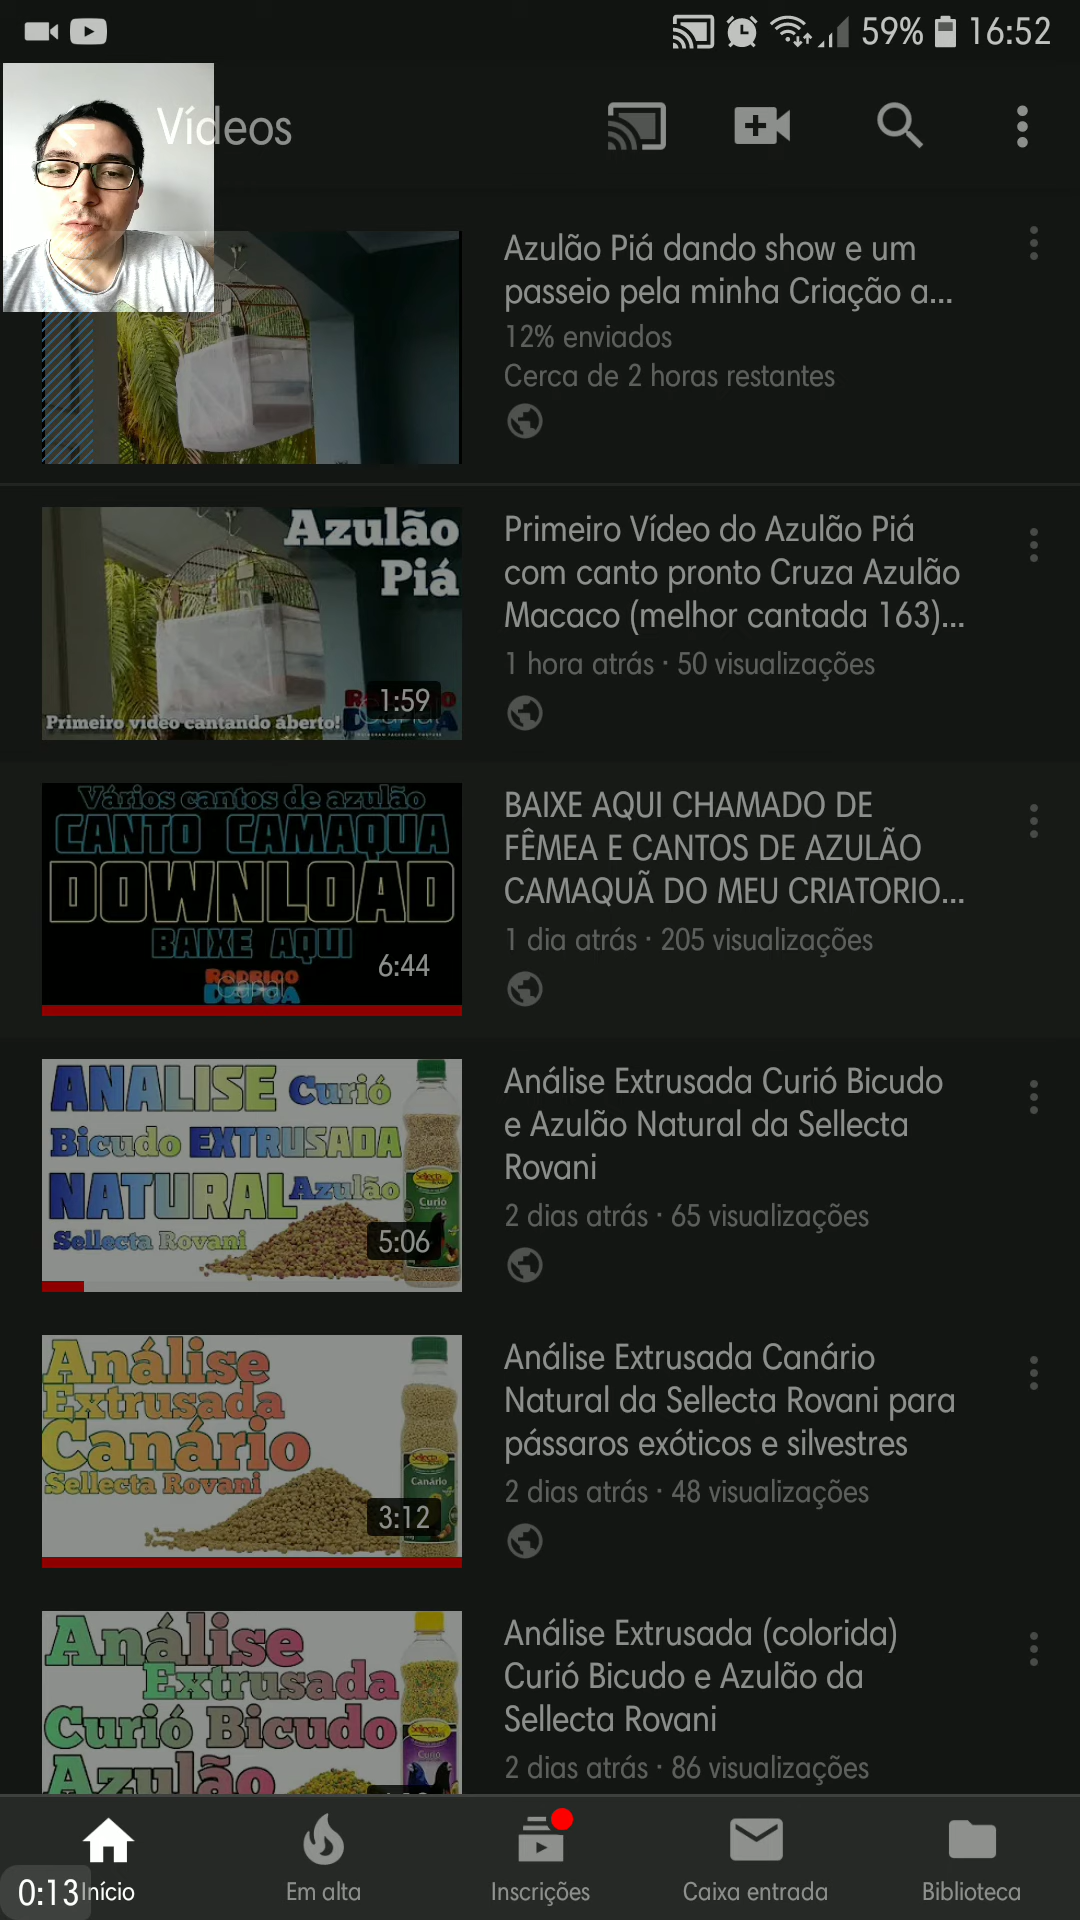 59% 16:52
Vídeos
Azulão Piá dando show e um
passeio pela minha Criação a...
12% enviados
Cerca de 2 horas restantes
Azulão
Piá
1:59
Primeiro vídeo cantando áberto!
Primeiro Vídeo do Azulão Piá
com canto pronto Cruza Azulão
Macaco (melhor cantada 163)...
1 hora atrás · 50 visualizações
Vários cantos de azulão
CANTO CAMAQUA
DOWNLOAD
BAIXE AQUI
6:44
Rodrigo
Canal
BAIXE AQUI CHAMADO DE
FÊMEA E CANTOS DE AZULÃO
CAMAQUÃ DO MEU CRIATORIO...
1 dia atrás · 205 visualizações
ANALISE Curió
Bicudo EXTRUSADA
NATURAL Azulão
Sellecta Rovani
Curió
5:06
Análise Extrusada Curió Bicudo
e Azulão Natural da Sellecta
Rovani
2 dias atrás · 65 visualizações
Análise
Extrusada
Canário
Sellecta Rovani
Canário
3:12
Análise Extrusada Canário
Natural da Sellecta Rovani para
pássaros exóticos e silvestres
2 dias atrás · 48 visualizações
Análise
Extrusada
Curió Bicudo
Azulão
Curió
Análise Extrusada (colorida)
Curió Bicudo e Azulão da
Sellecta Rovani
2 dias atrás · 86 visualizações
0:13
Início
Em alta
Inscrições
Caixa entrada
Biblioteca